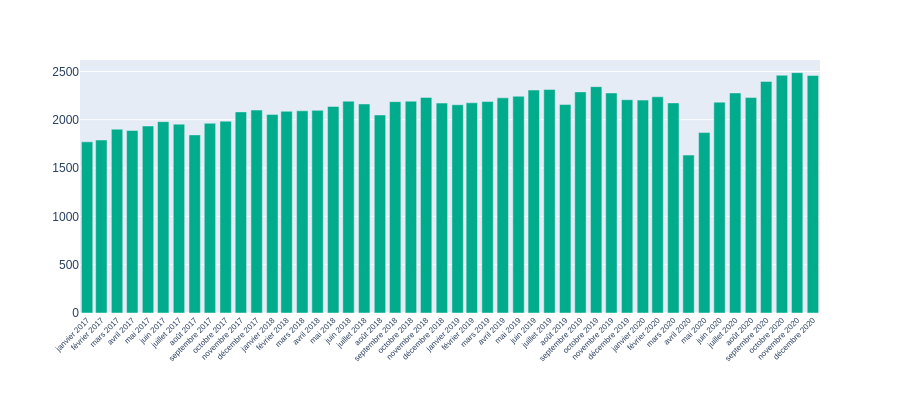 2500
2000
1500
1000
500
0
janvier 2017
février 2017
mars 2017
avril 2017
mai 2017
juin 2017
juillet 2017
août 2017
septembre 2017
octobre 2017
novembre 2017
décembre 2017
janvier 2018
février 2018
mars 2018
avril 2018
mai 2018
juin 2018
juillet 2018
août 2018
septembre 2018
octobre 2018
novembre 2018
décembre 2018
janvier 2019
février 2019
mars 2019
avril 2019
mai 2019
juin 2019
juillet 2019
août 2019
septembre 2019
octobre 2019
novembre 2019
décembre 2019
janvier 2020
février 2020
mars 2020
avril 2020
mai 2020
juin 2020
juillet 2020
août 2020
septembre 2020
octobre 2020
novembre 2020
décembre 2020